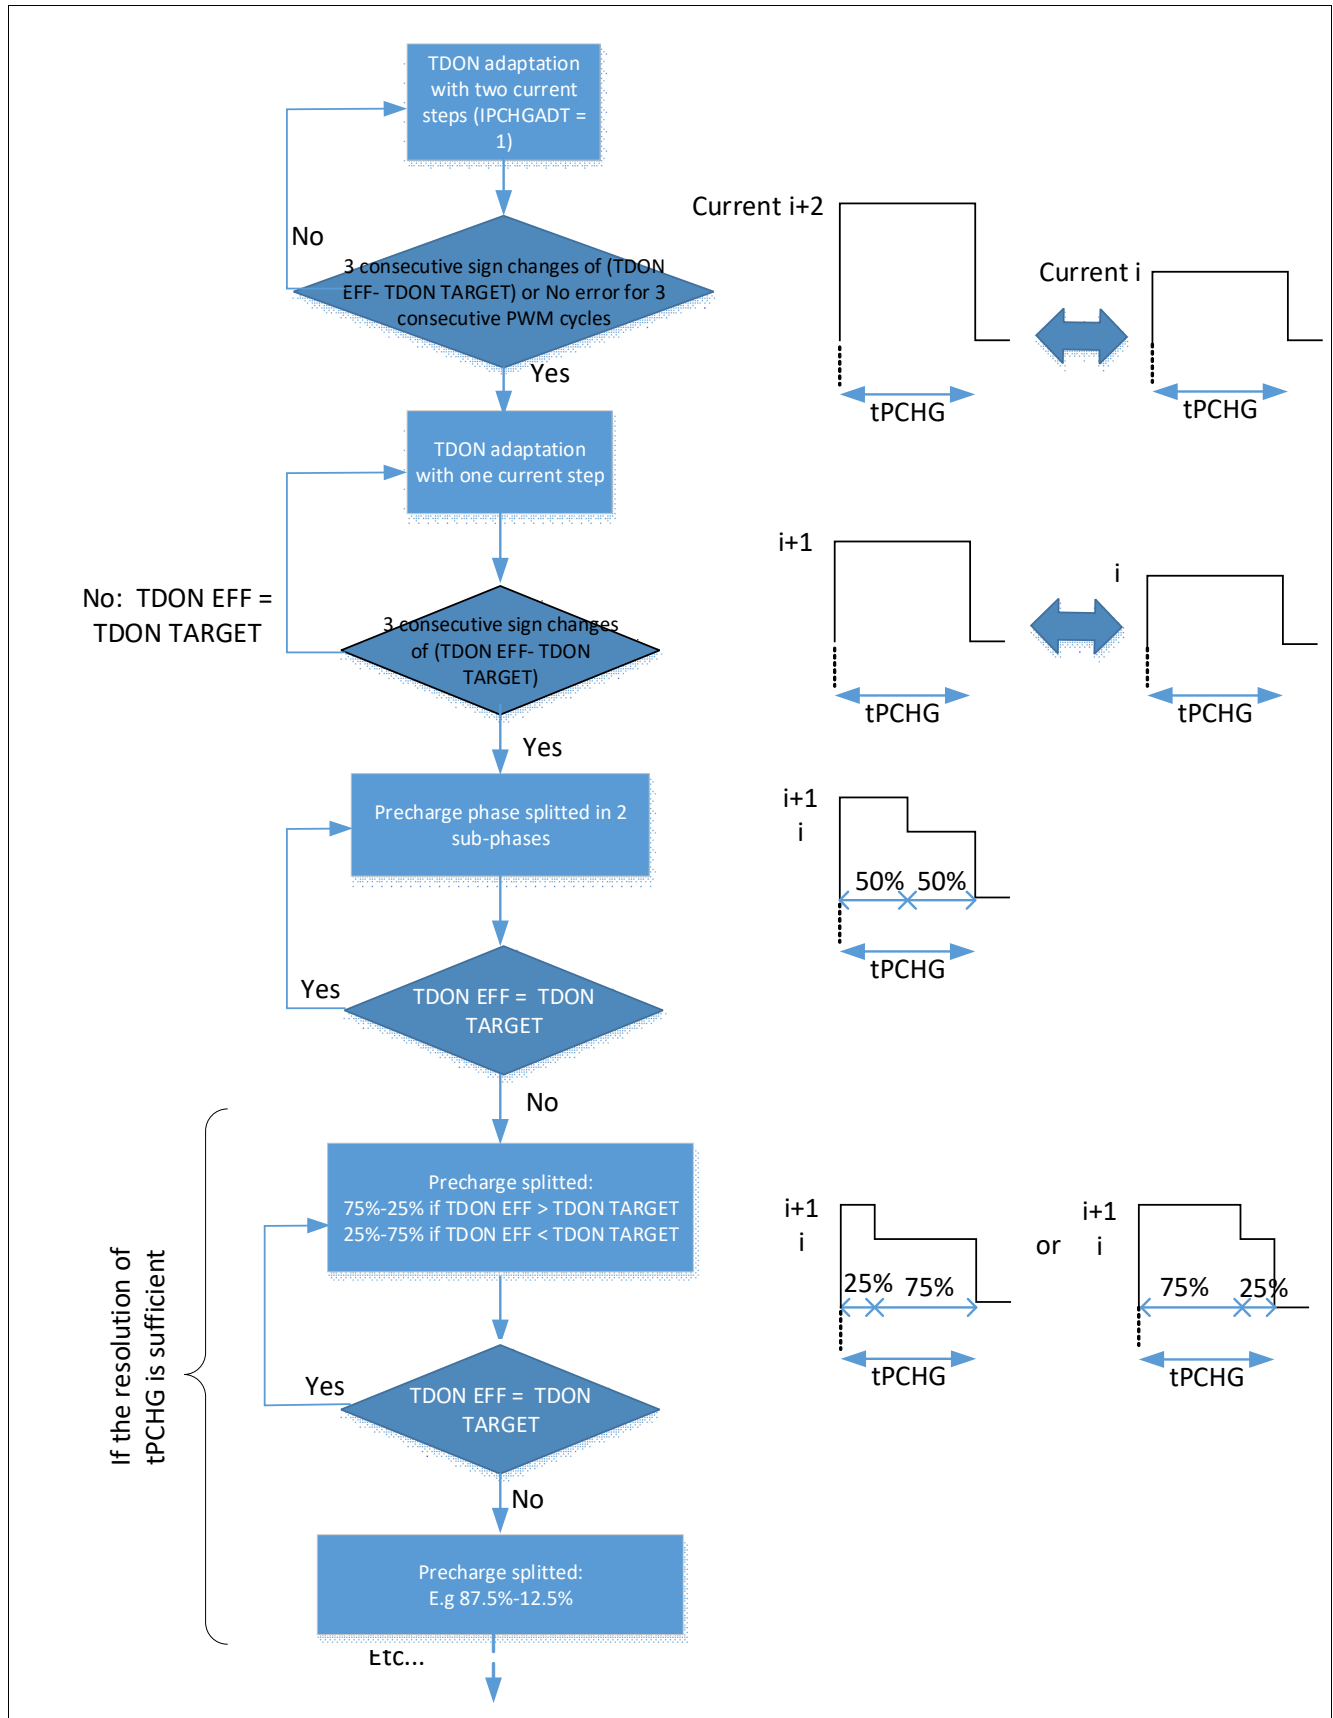 TDON adaptation
with two current
steps (IPCHGADT =
1)
No
3 consecutive sign changes of (TDON
EFF- TDON TARGET) or No error for 3
consecutive PWM cycles
Yes
Current i+2
Current i
tPCHG
tPCHG
TDON adaptation
with one current step
No:  TDON EFF =
TDON TARGET
3 consecutive sign changes
of (TDON EFF- TDON
TARGET)
Yes
i+1
i
tPCHG
tPCHG
Precharge phase splitted in 2
sub-phases
i+1
i
50%
50%
tPCHG
Yes
TDON EFF =  TDON
TARGET
No
If the resolution of
tPCHG is sufficient
Precharge splitted:
75%-25% if TDON EFF > TDON TARGET
25%-75% if TDON EFF < TDON TARGET
i+1
i
25%
75%
tPCHG
or
i+1
i
75%
25%
tPCHG
Yes
TDON EFF =  TDON
TARGET
No
Precharge splitted:
E.g 87.5%-12.5%
Etc...